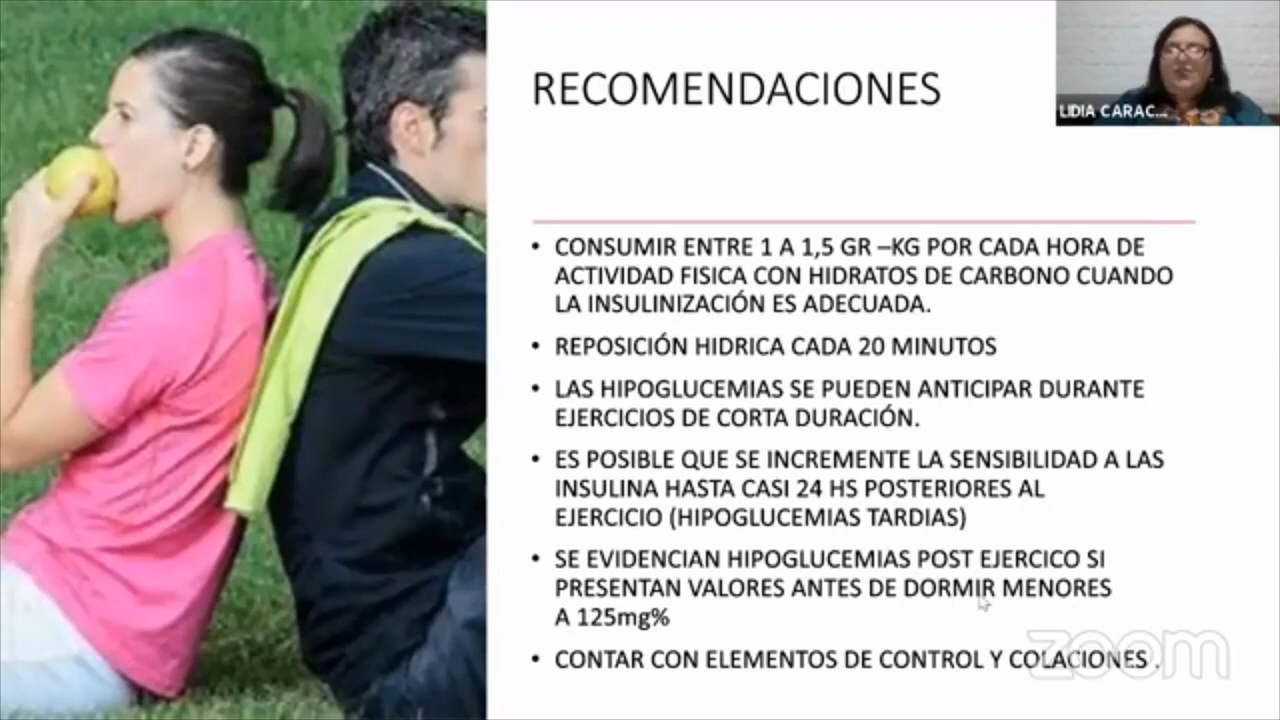 RECOMENDACIONES
LIDIA CARAC...
• CONSUMIR ENTRE 1 A 1,5 GR –KG POR CADA HORA DE
ACTIVIDAD FISICA CON HIDRATOS DE CARBONO CUANDO
LA INSULINIZACIÓN ES ADECUADA.
• REPOSICIÓN HIDRICA CADA 20 MINUTOS
• LAS HIPOGLUCEMIAS SE PUEDEN ANTICIPAR DURANTE
EJERCICIOS DE CORTA DURACIÓN.
• ES POSIBLE QUE SE INCREMENTE LA SENSIBILIDAD A LAS
INSULINA HASTA CASI 24 HS POSTERIORES AL
EJERCICIO (HIPOGLUCEMIAS TARDIAS)
• SE EVIDENCIAN HIPOGLUCEMIAS POST EJERCICO SI
PRESENTAN VALORES ANTES DE DORMIR MENORES
A 125mg%
• CONTAR CON ELEMENTOS DE CONTROL Y COLACIONES .
zoom